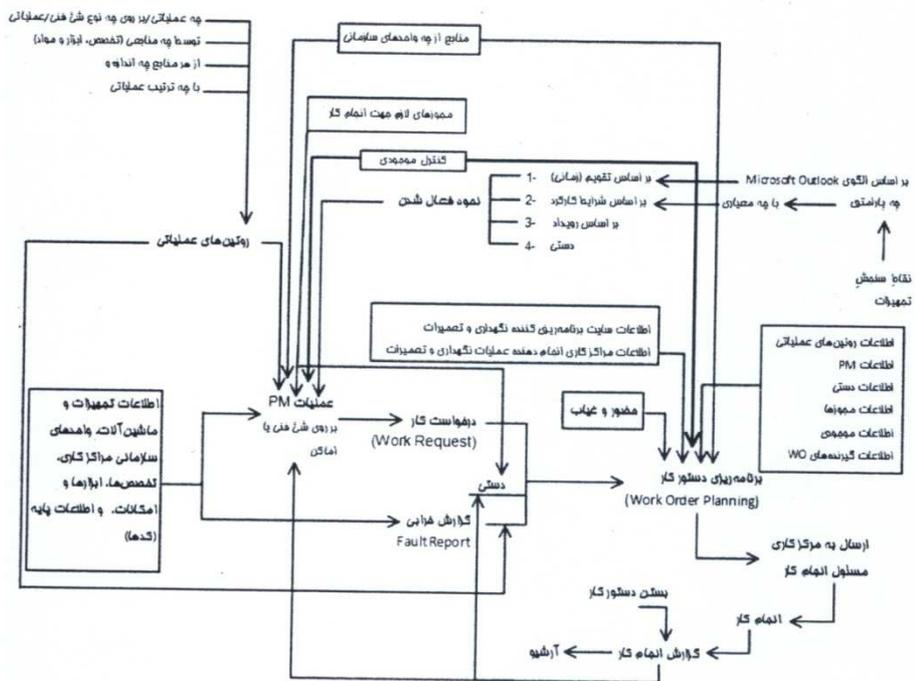 چه عملیاتی/بر روی چه نوع شئ فنی/عملیاتی
توسط چه منابعی (تخصص، ابزار و مواد)
از هر منابع چه اندازه و
با چه ترتیب عملیاتی
منابع از چه واحدهای سازمانی
مجوزهای لازم جهت انجام کار
کنترل موجودی
نحوه فعال شدن
1- بر اساس تقویم (زمانی)
2- بر اساس شرایط کارکرد
3- بر اساس رویداد
4- دستی
بر اساس الگوی Microsoft Outlook
با چه معیاری
چه پارامتری
نقاط سنجش
تجهیزات
روتین‌های عملیاتی
اطلاعات سایت برنامه‌ریزی کننده نگهداری و تعمیرات
اطلاعات مراکز کاری انجام دهنده عملیات نگهداری و تعمیرات
اطلاعات روتین‌های عملیاتی
اطلاعات PM
اطلاعات دستی
اطلاعات مجوزها
اطلاعات موجودی
اطلاعات گیرنده‌های WO
حضور و غیاب
اطلاعات تجهیزات و
ماشین‌آلات، واحدهای
سازمانی مراکز کاری،
تخصص‌ها، ابزارها و
امکانات، و اطلاعات پایه
(کدها)
عملیات PM
بر روی شئ فنی یا
اماکن
درخواست کار
(Work Request)
دستی
گزارش خرابی
Fault Report
برنامه‌ریزی دستور کار
(Work Order Planning)
ارسال به مرکز کاری
مسئول انجام کار
انجام کار
بستن دستور کار
گزارش انجام کار
آرشیو